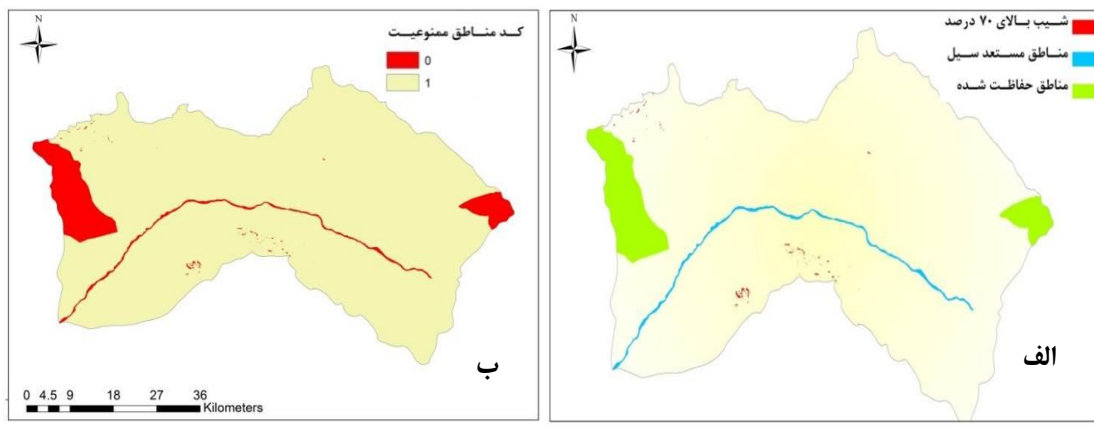 N
شیب بالای ۷۰ درصد
مناطق مستعد سیل
مناطق حفاظت شده
الف
N
کد مناطق ممنوعیت
0
1
ب
0 4.5 9 18 27 36
Kilometers